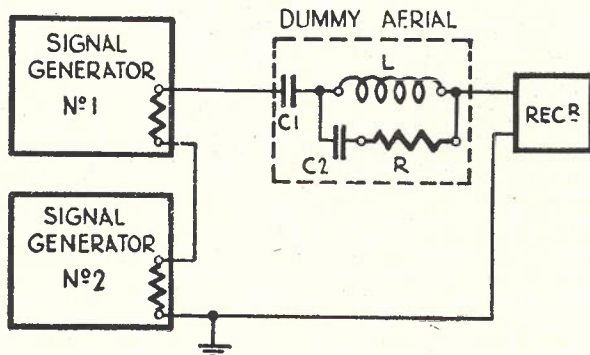 DUMMY AERIAL
SIGNAL
GENERATOR
Nº1
L
C1
C2
R
RECR
SIGNAL
GENERATOR
Nº2